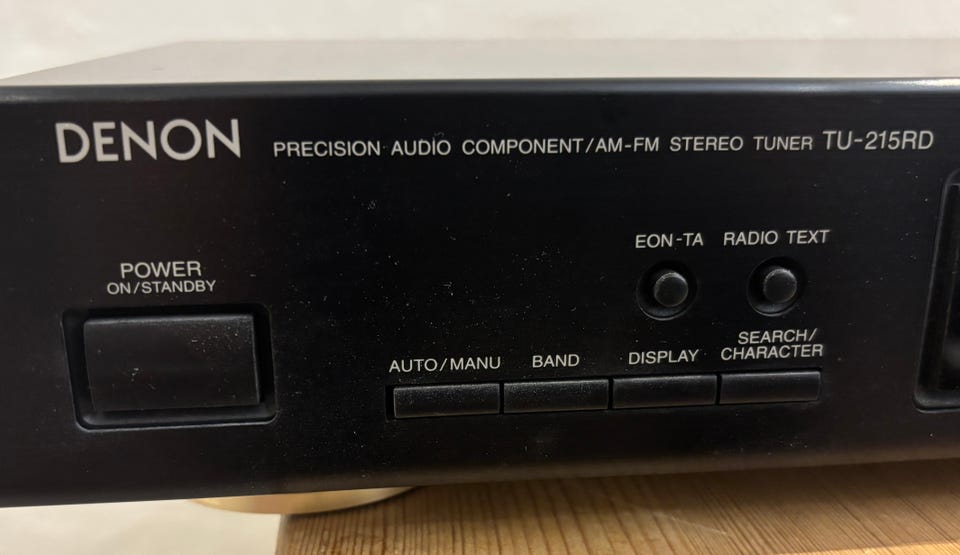 DENON PRECISION AUDIO COMPONENT/AM-FM STEREO TUNER TU-215RD
EON-TA RADIO TEXT
POWER
ON/STANDBY
AUTO/MANU BAND DISPLAY SEARCH/
CHARACTER